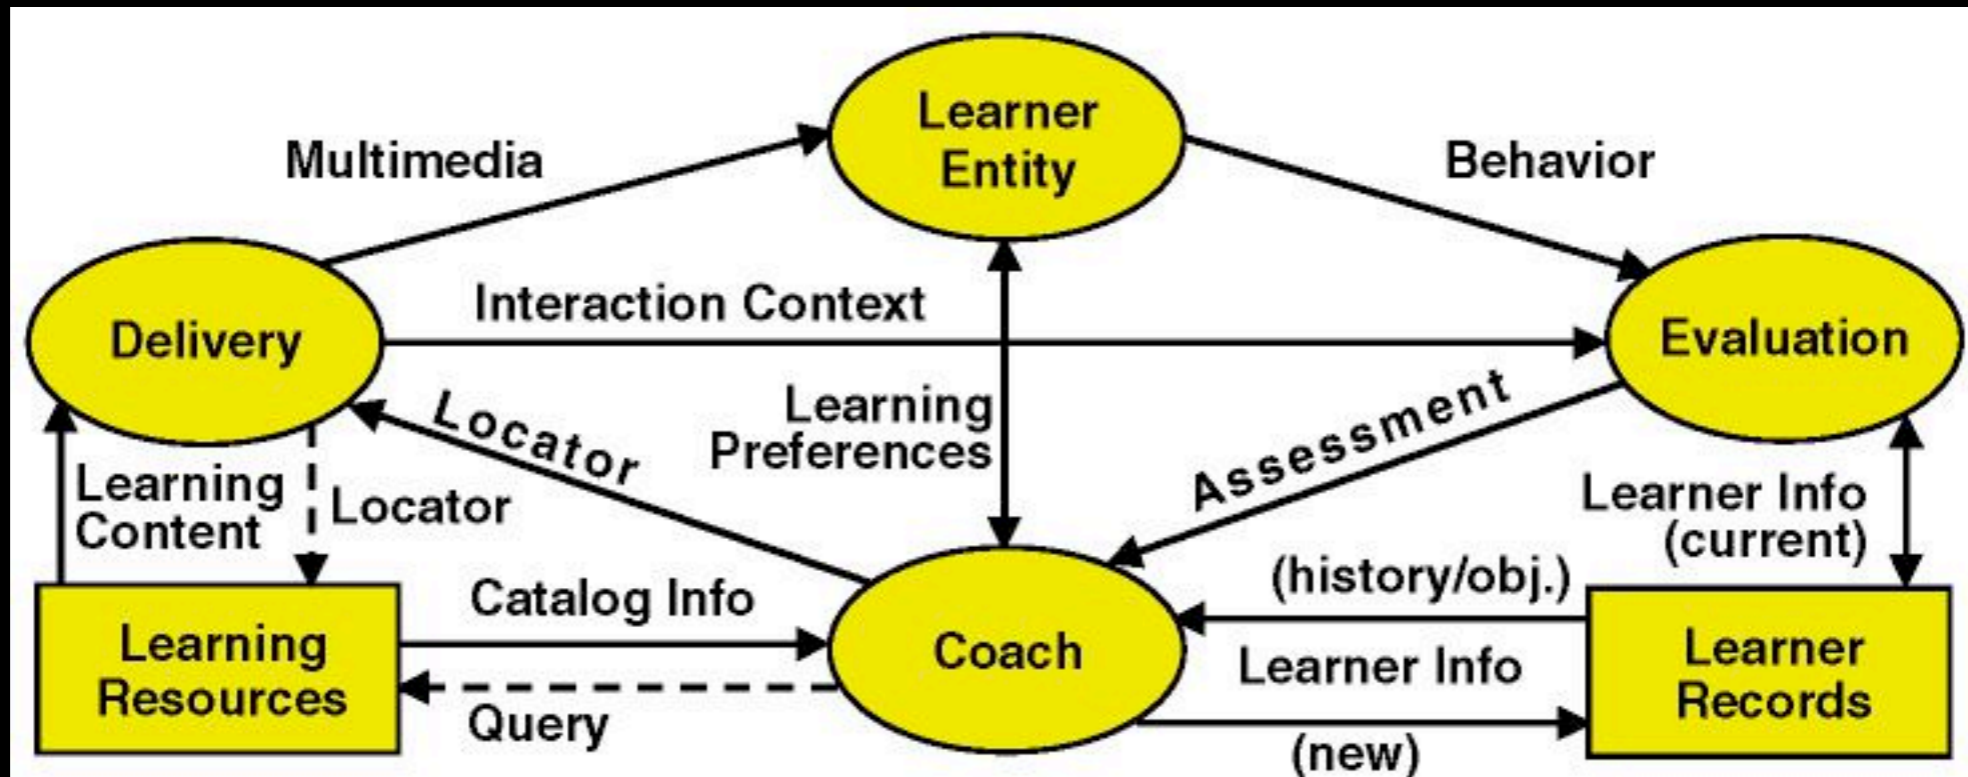 Learner
Entity
Multimedia
Behavior
Delivery
Interaction Context
Evaluation
Locator
Learning
Preferences
Assessment
Learning
Content
Locator
Learner Info
(current)
Catalog Info
(history/obj.)
Learning
Resources
Coach
Learner Info
Learner
Records
Query
(new)